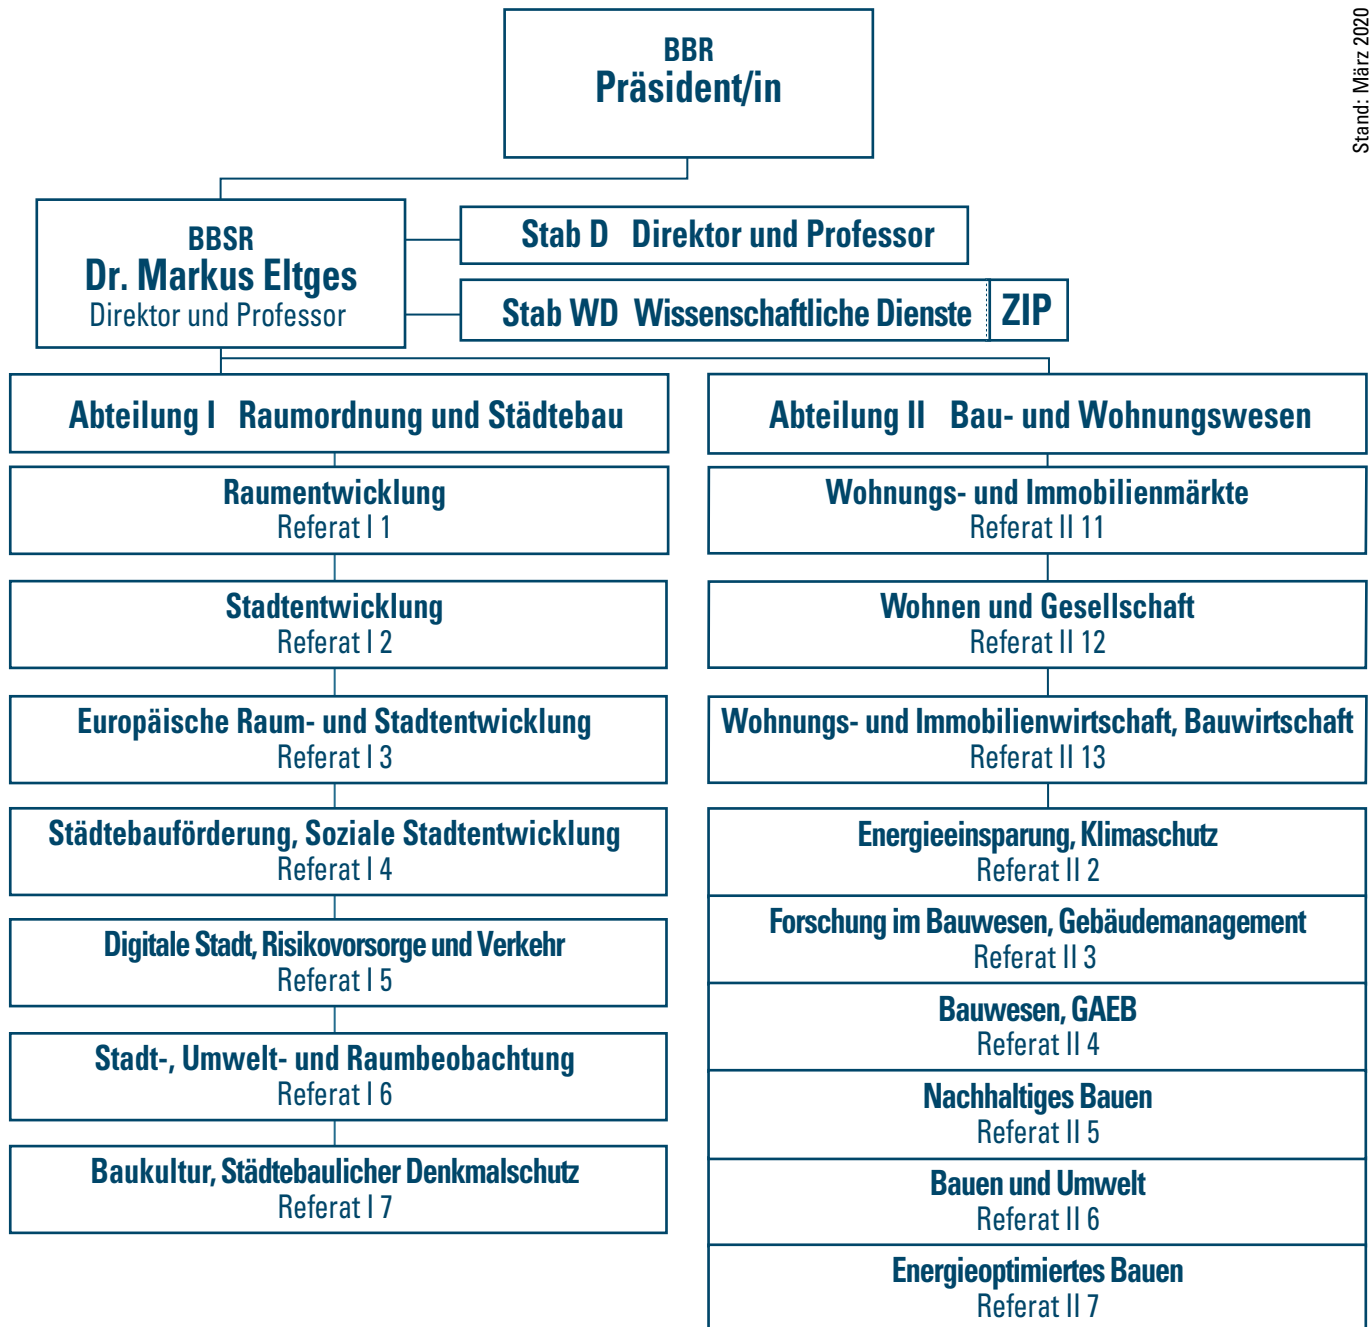 Stand: März 2020
BBR
Präsident/in
BBSR
Dr. Markus Eltges
Direktor und Professor
Stab D Direktor und Professor
Stab WD Wissenschaftliche Dienste ZIP
Abteilung I Raumordnung und Städtebau
Raumentwicklung
Referat I 1
Stadtentwicklung
Referat I 2
Europäische Raum- und Stadtentwicklung
Referat I 3
Städtebauförderung, Soziale Stadtentwicklung
Referat I 4
Digitale Stadt, Risikovorsorge und Verkehr
Referat I 5
Stadt-, Umwelt- und Raumbeobachtung
Referat I 6
Baukultur, Städtebaulicher Denkmalschutz
Referat I 7
Abteilung II Bau- und Wohnungswesen
Wohnungs- und Immobilienmärkte
Referat II 11
Wohnen und Gesellschaft
Referat II 12
Wohnungs- und Immobilienwirtschaft, Bauwirtschaft
Referat II 13
Energieeinsparung, Klimaschutz
Referat II 2
Forschung im Bauwesen, Gebäudemanagement
Referat II 3
Bauwesen, GAEB
Referat II 4
Nachhaltiges Bauen
Referat II 5
Bauen und Umwelt
Referat II 6
Energieoptimiertes Bauen
Referat II 7